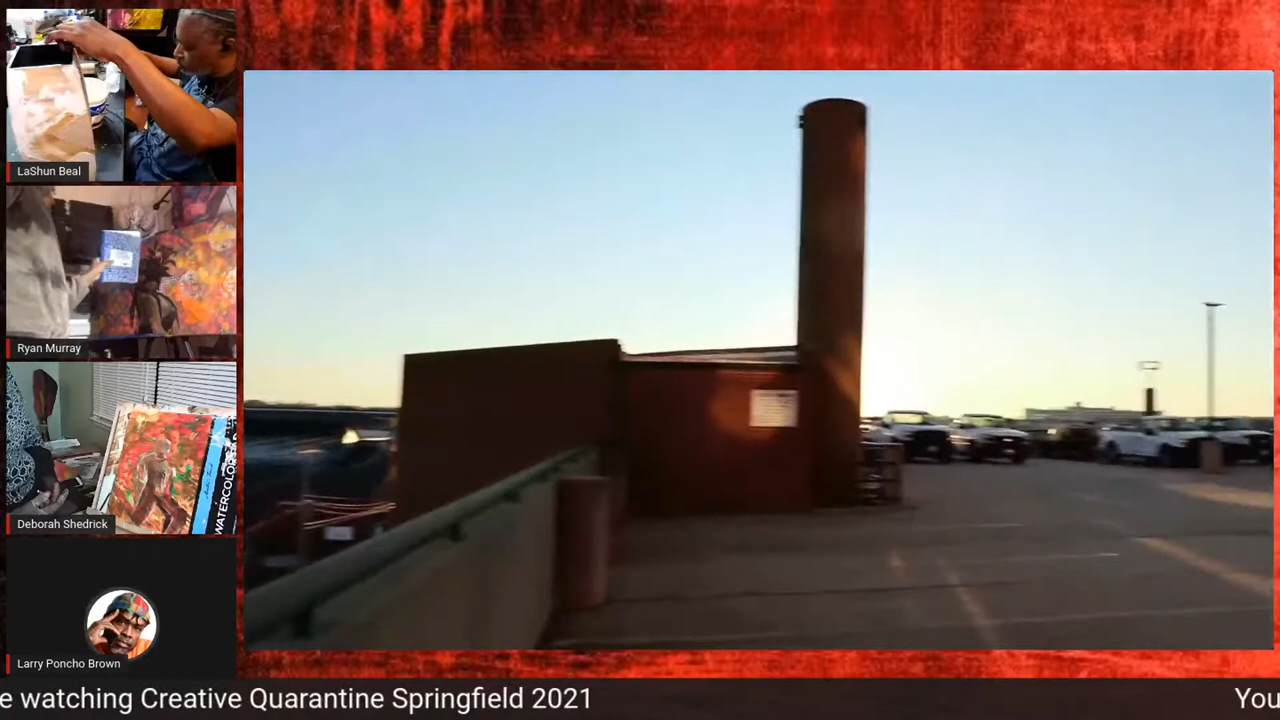 LaShun Beal
Ryan Murray
WATERCOLOR
Deborah Shedrick
Larry Poncho Brown
e watching Creative Quarantine Springfield 2021
You